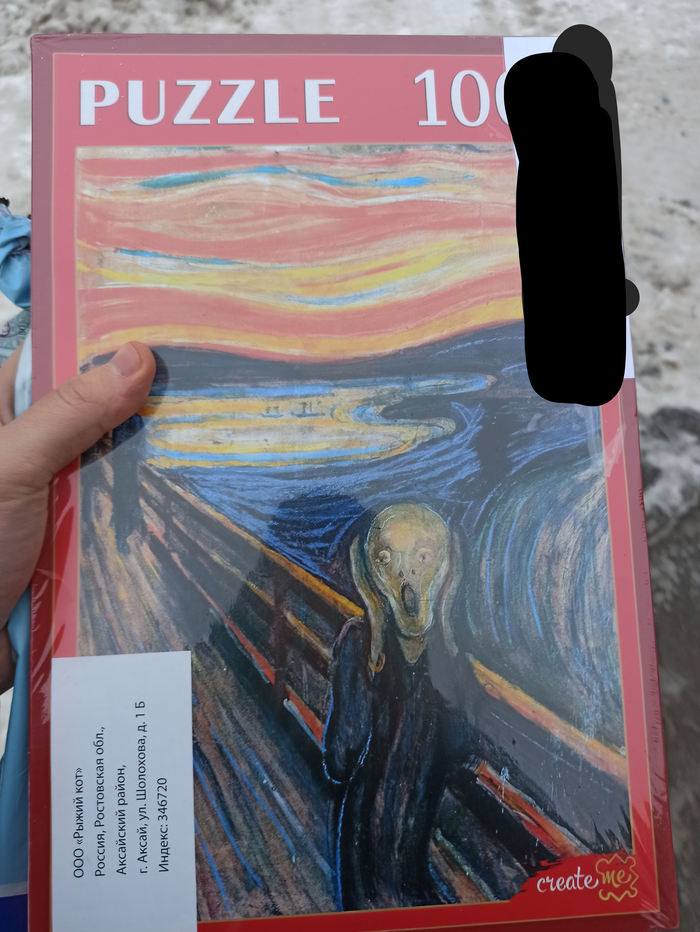 PUZZLE 100
ООО «Рыжий кот»
Россия, Ростовская обл.,
Аксайский район,
г. Аксай, ул. Шолохова, д. 1 Б
Индекс: 346720
create me